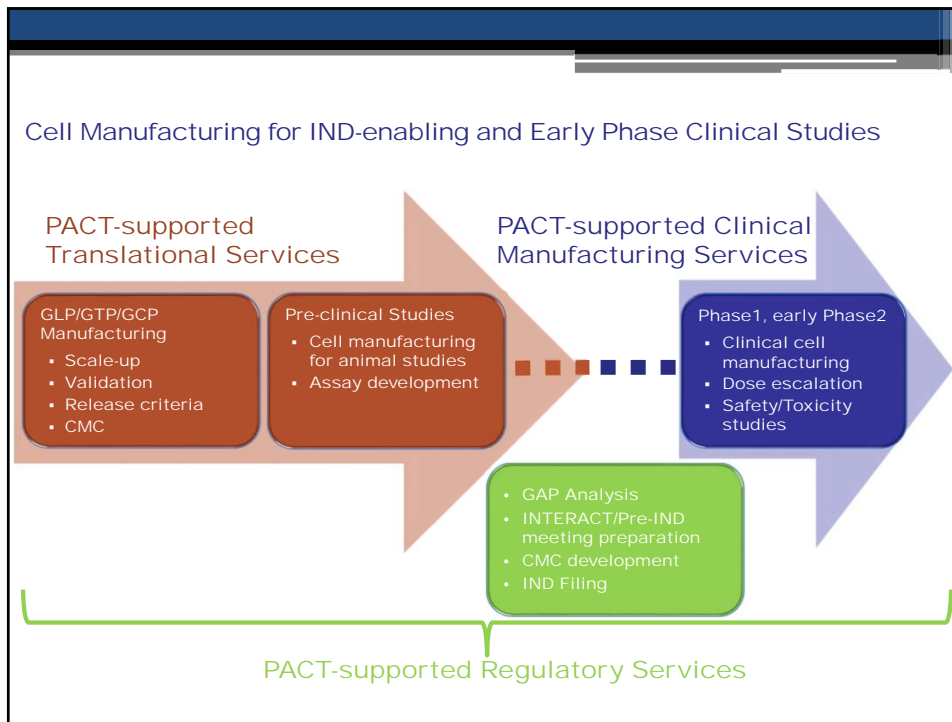 Cell Manufacturing for IND-enabling and Early Phase Clinical Studies
PACT-supported
Translational Services
GLP/GTP/GCP
Manufacturing
▪ Scale-up
▪ Validation
▪ Release criteria
▪ CMC
Pre-clinical Studies
▪ Cell manufacturing
for animal studies
▪ Assay development
PACT-supported Clinical
Manufacturing Services
Phase1, early Phase2
▪ Clinical cell
manufacturing
▪ Dose escalation
▪ Safety/Toxicity
studies
• GAP Analysis
• INTERACT/Pre-IND
meeting preparation
• CMC development
• IND Filing
PACT-supported Regulatory Services